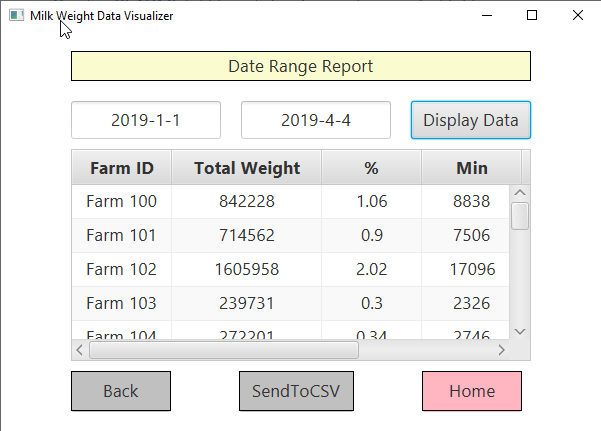 Milk Weight Data Visualizer
Date Range Report
2019-1-1 2019-4-4 Display Data
Farm ID Total Weight % Min
Farm 100 842228 1.06 8838
Farm 101 714562 0.9 7506
Farm 102 1605958 2.02 17096
Farm 103 239731 0.3 2326
Farm 104 272201 0.34 2746
Back SendToCSV Home